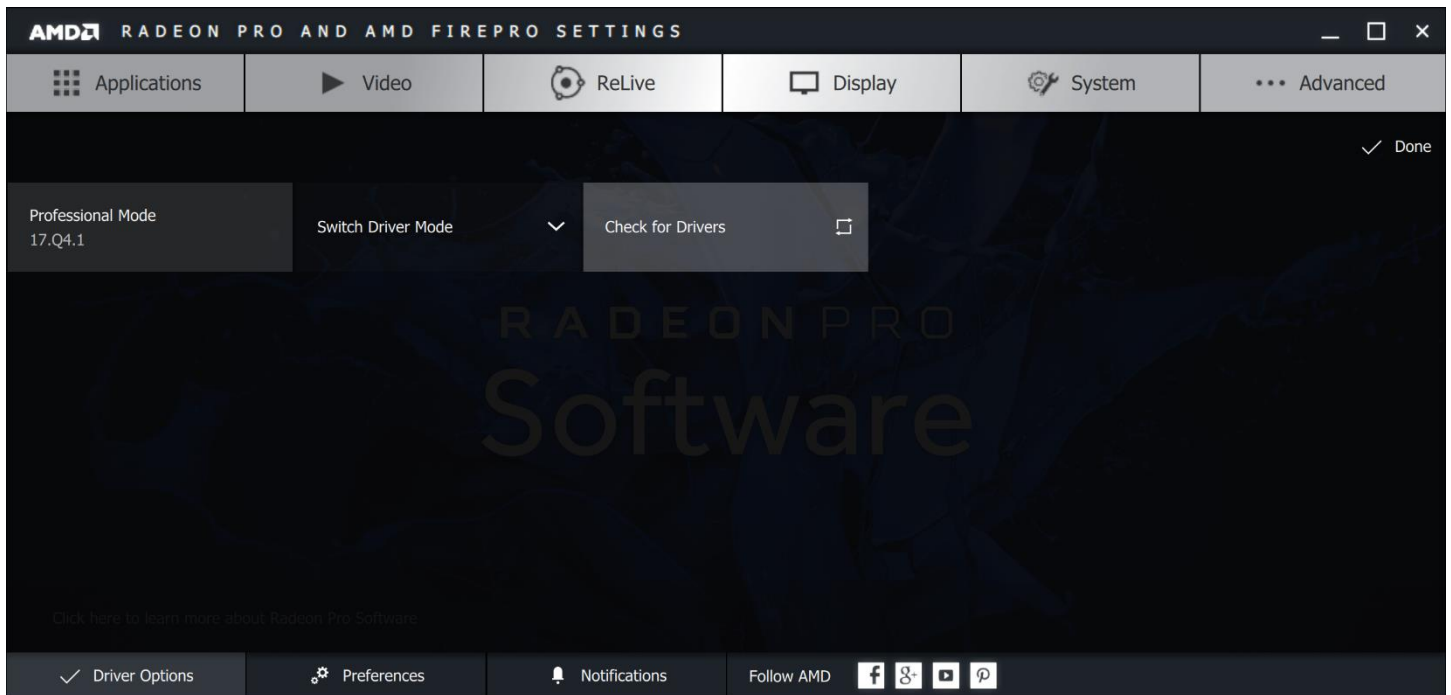 AMD RADEON PRO AND AMD FIREPRO SETTINGS
Applications Video ReLive Display System Advanced
Done
Professional Mode
17.Q4.1
Switch Driver Mode
Check for Drivers
RADEON PRO
Software
Click here to learn more about Radeon Pro Software
Driver Options Preferences Notifications Follow AMD f g+